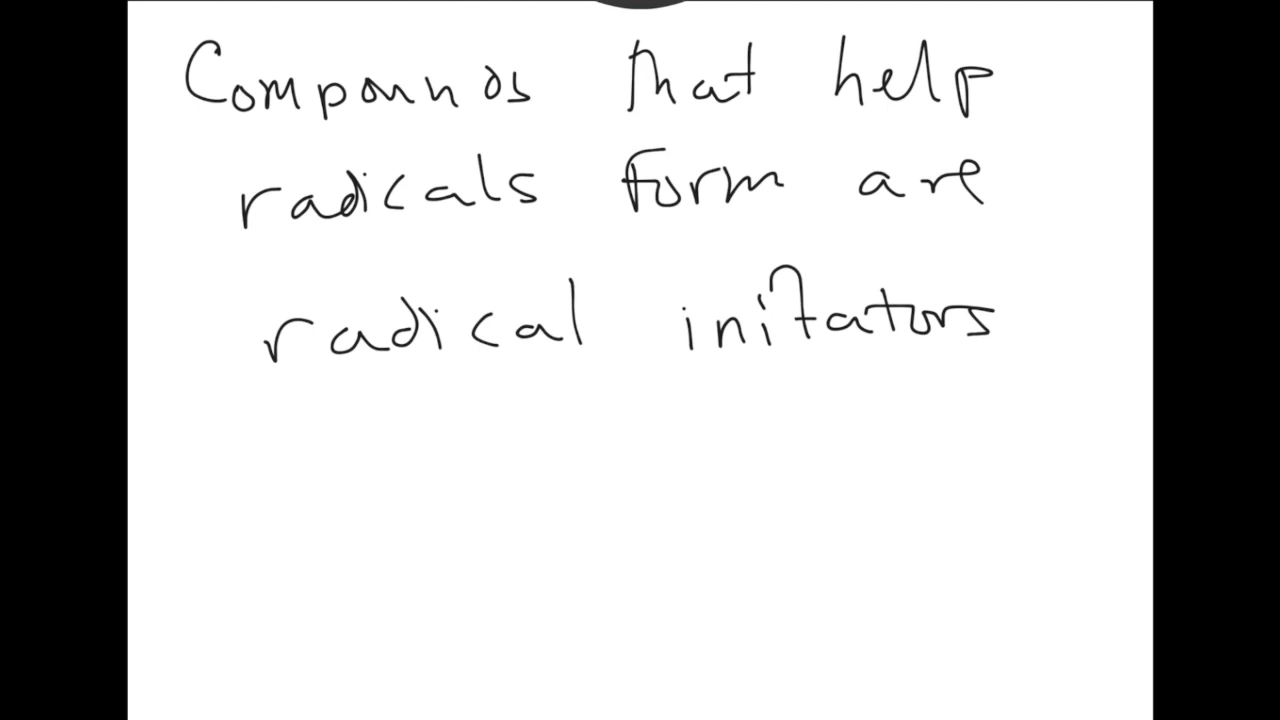 Compounds that help
radicals form are
radical initators